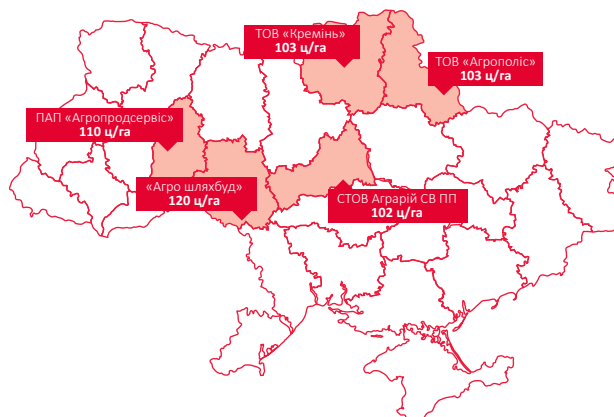 ТОВ «Кремінь»
103 ц/га
ТОВ «Агрополіс»
103 ц/га
ПАП «Агропродсервіс»
110 ц/га
«Агро шляхбуд»
120 ц/га
СТОВ Аграрій СВ ПП
102 ц/га